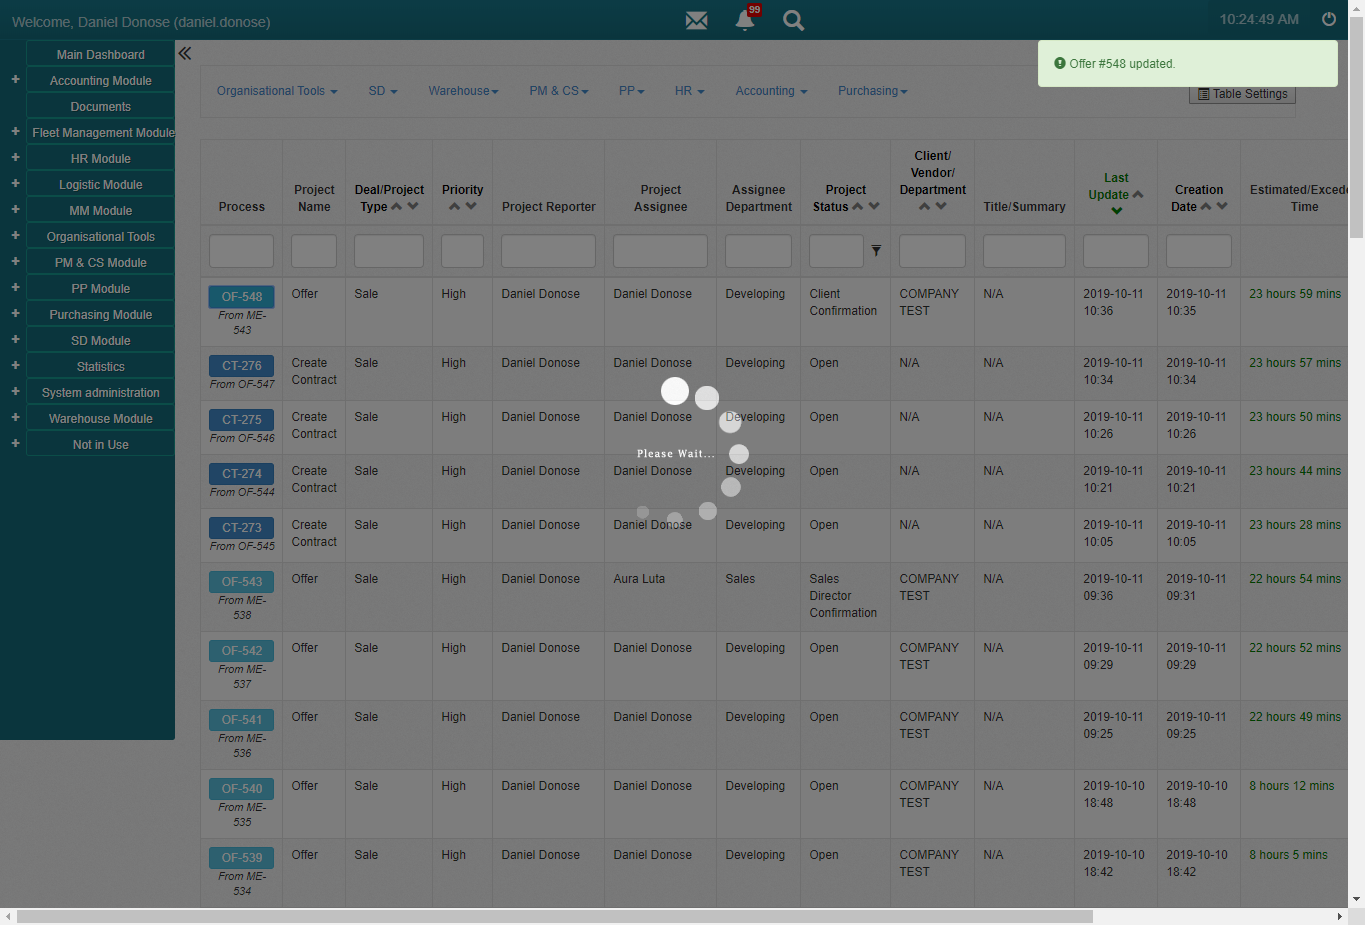 Welcome, Daniel Donose (daniel.donose)
99
10:24:49 AM
Main Dashboard
Accounting Module
Documents
Fleet Management Module
HR Module
Logistic Module
MM Module
Organisational Tools
PM & CS Module
PP Module
Purchasing Module
SD Module
Statistics
System administration
Warehouse Module
Not in Use
Offer #548 updated.
Organisational Tools SD Warehouse PM & CS PP HR Accounting Purchasing
Table Settings
Process
Project
Name
Deal/Project
Type
Priority
Project Reporter
Project
Assignee
Assignee
Department
Project
Status
Client/
Vendor/
Department
Title/Summary
Last
Update
Creation
Date
Estimated/Excede
Time
OF-548 Offer Sale High Daniel Donose Daniel Donose Developing Client COMPANY N/A 2019-10-11 2019-10-11 23 hours 59 mins
From ME- Confirmation TEST 10:36 10:35
543
CT-276 Create Sale High Daniel Donose Daniel Donose Developing Open N/A N/A 2019-10-11 2019-10-11 23 hours 57 mins
From OF-547 Contract 10:34 10:34
CT-275 Create Sale High Daniel Donose Daniel Donose Developing Open N/A N/A 2019-10-11 2019-10-11 23 hours 50 mins
From OF-546 Contract 10:26 10:26
Please Wait...
CT-274 Create Sale High Daniel Donose Daniel Donose Developing Open N/A N/A 2019-10-11 2019-10-11 23 hours 44 mins
From OF-544 Contract 10:21 10:21
CT-273 Create Sale High Daniel Donose Daniel Donose Developing Open N/A N/A 2019-10-11 2019-10-11 23 hours 28 mins
From OF-545 Contract 10:05 10:05
OF-543 Offer Sale High Daniel Donose Aura Luta Sales Sales COMPANY N/A 2019-10-11 2019-10-11 22 hours 54 mins
From ME- Director TEST 09:36 09:31
538 Confirmation
OF-542 Offer Sale High Daniel Donose Daniel Donose Developing Open COMPANY N/A 2019-10-11 2019-10-11 22 hours 52 mins
From ME- TEST 09:29 09:29
537
OF-541 Offer Sale High Daniel Donose Daniel Donose Developing Open COMPANY N/A 2019-10-11 2019-10-11 22 hours 49 mins
From ME- TEST 09:25 09:25
536
OF-540 Offer Sale High Daniel Donose Daniel Donose Developing Open COMPANY N/A 2019-10-10 2019-10-10 8 hours 12 mins
From ME- TEST 18:48 18:48
535
OF-539 Offer Sale High Daniel Donose Daniel Donose Developing Open COMPANY N/A 2019-10-10 2019-10-10 8 hours 5 mins
From ME- TEST 18:42 18:42
534